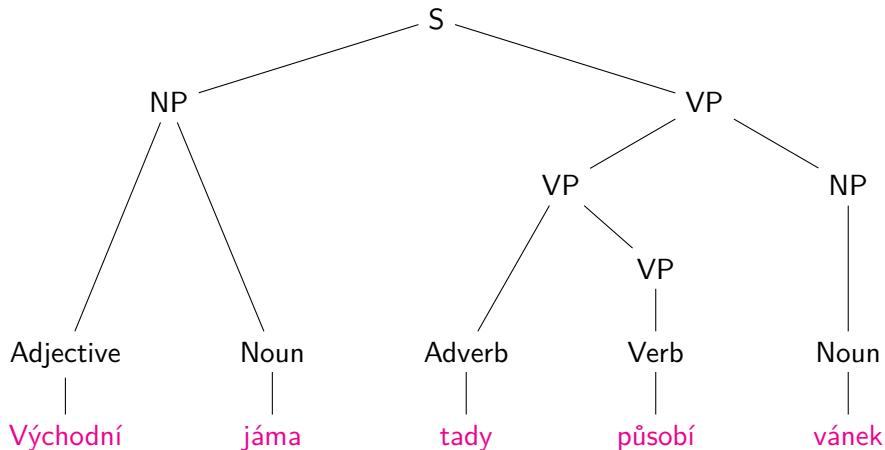 S
NP VP
VP NP
VP
Adjective Noun Adverb Verb Noun
Východní jáma tady působí vánek